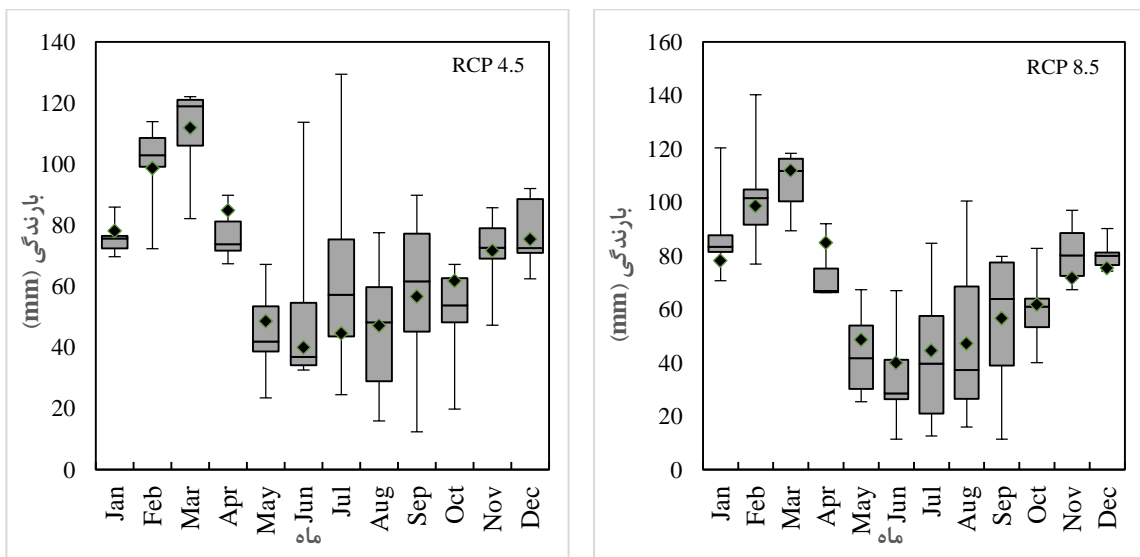 RCP 4.5
بارندگی (mm)
140
120
100
80
60
40
20
0
Jan Feb Mar Apr May Jun Jul Aug Sep Oct Nov Dec
ماه
RCP 8.5
بارندگی (mm)
160
140
120
100
80
60
40
20
0
Jan Feb Mar Apr May Jun Jul Aug Sep Oct Nov Dec
ماه